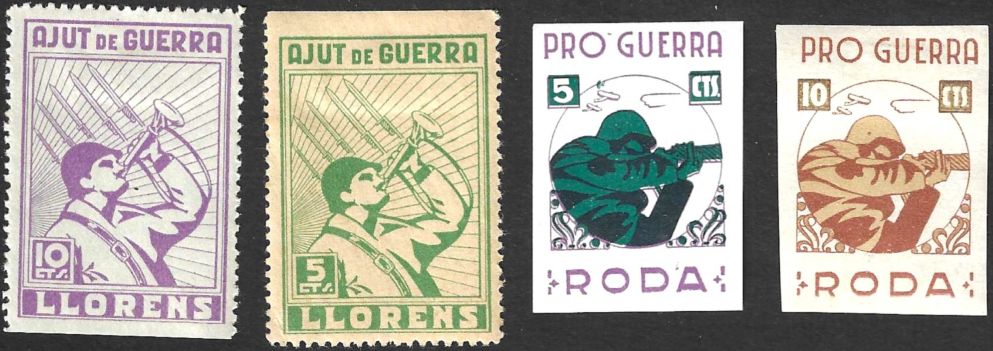 AJUT DE GUERRA
10
CTS.
LLORENS
AJUT DE GUERRA
5
CTS.
LLORENS
PRO GUERRA
5 CTS.
RODA
PRO GUERRA
10 CTS.
RODA